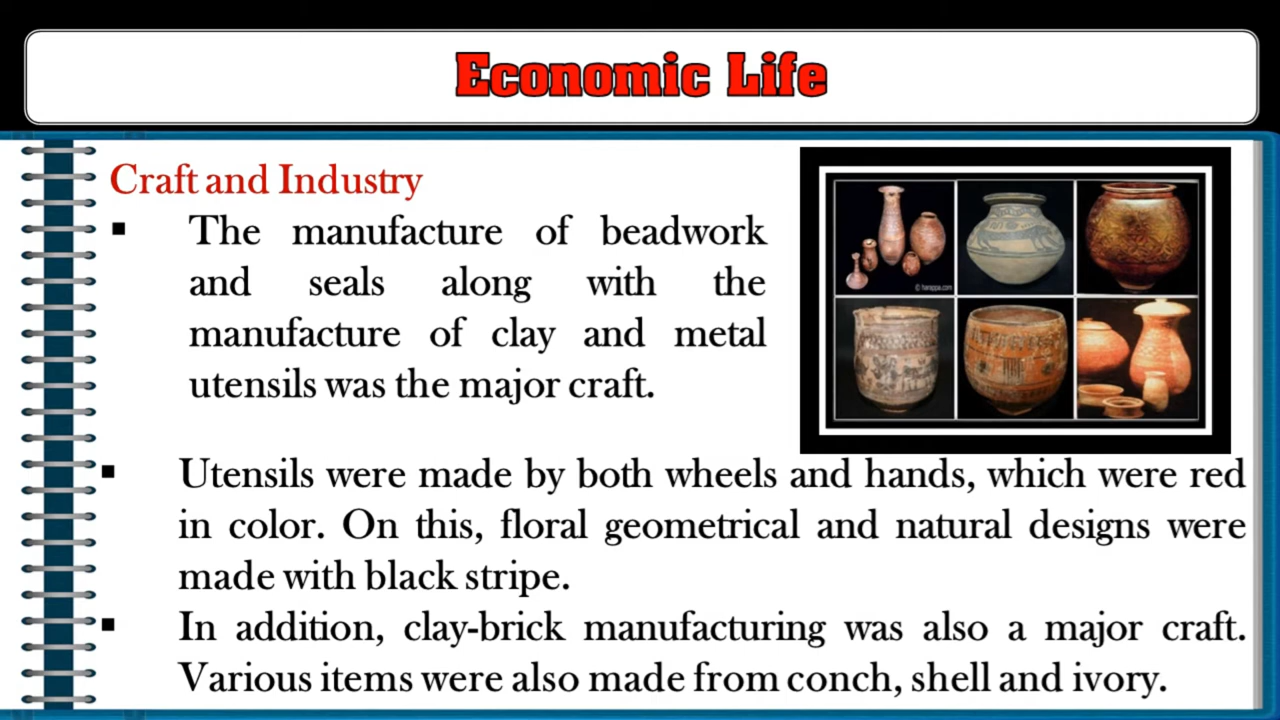 Economic Life
Craft and Industry
▪ The manufacture of beadwork
and seals along with the
manufacture of clay and metal
utensils was the major craft.
© harappa.com
▪ Utensils were made by both wheels and hands, which were red
in color. On this, floral geometrical and natural designs were
made with black stripe.
▪ In addition, clay-brick manufacturing was also a major craft.
Various items were also made from conch, shell and ivory.